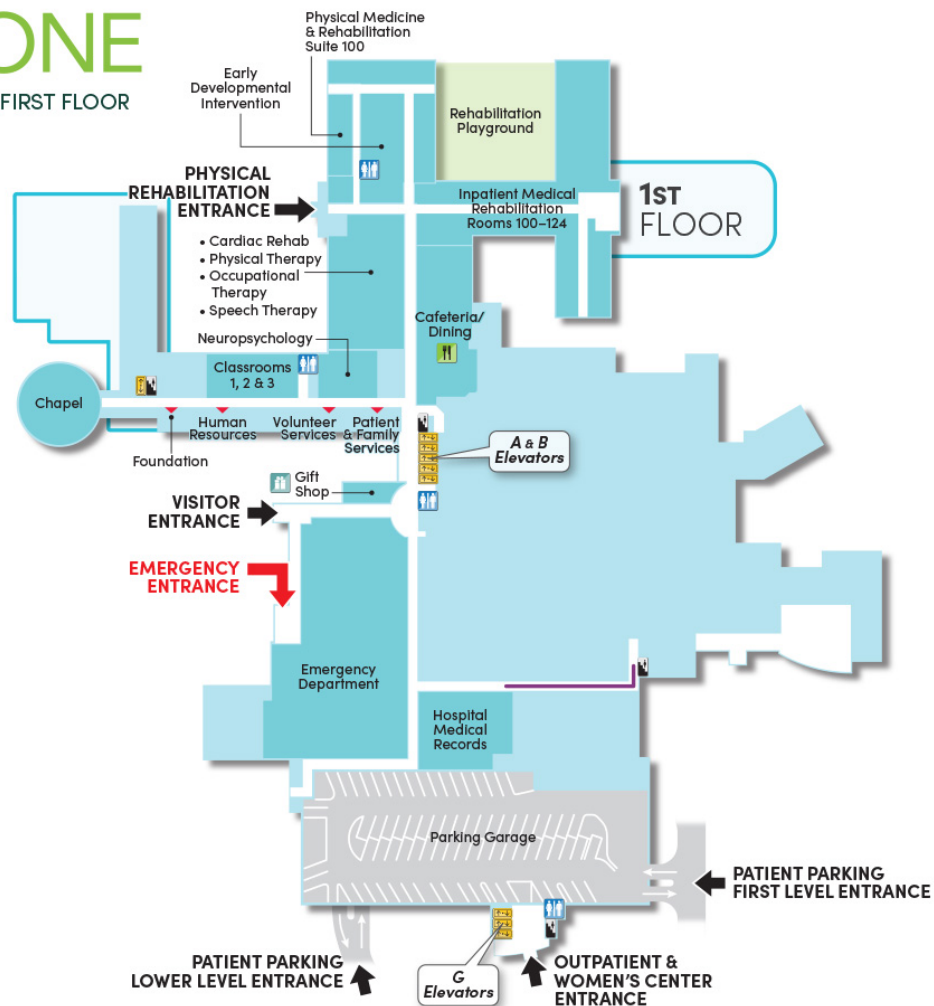 ONE
FIRST FLOOR
Physical Medicine
& Rehabilitation
Suite 100
Early
Developmental
Intervention
Rehabilitation
Playground
PHYSICAL
REHABILITATION
ENTRANCE
Inpatient Medical
Rehabilitation
Rooms 100–124
1ST
FLOOR
• Cardiac Rehab
• Physical Therapy
• Occupational
Therapy
• Speech Therapy
Neuropsychology
Cafeteria/
Dining
Classrooms
1, 2 & 3
Chapel
Foundation
Human
Resources
Volunteer
Services
Patient
& Family
Services
A & B
Elevators
Gift
Shop
VISITOR
ENTRANCE
EMERGENCY
ENTRANCE
Emergency
Department
Hospital
Medical
Records
Parking Garage
PATIENT PARKING
FIRST LEVEL ENTRANCE
PATIENT PARKING
LOWER LEVEL ENTRANCE
G
Elevators
OUTPATIENT &
WOMEN'S CENTER
ENTRANCE